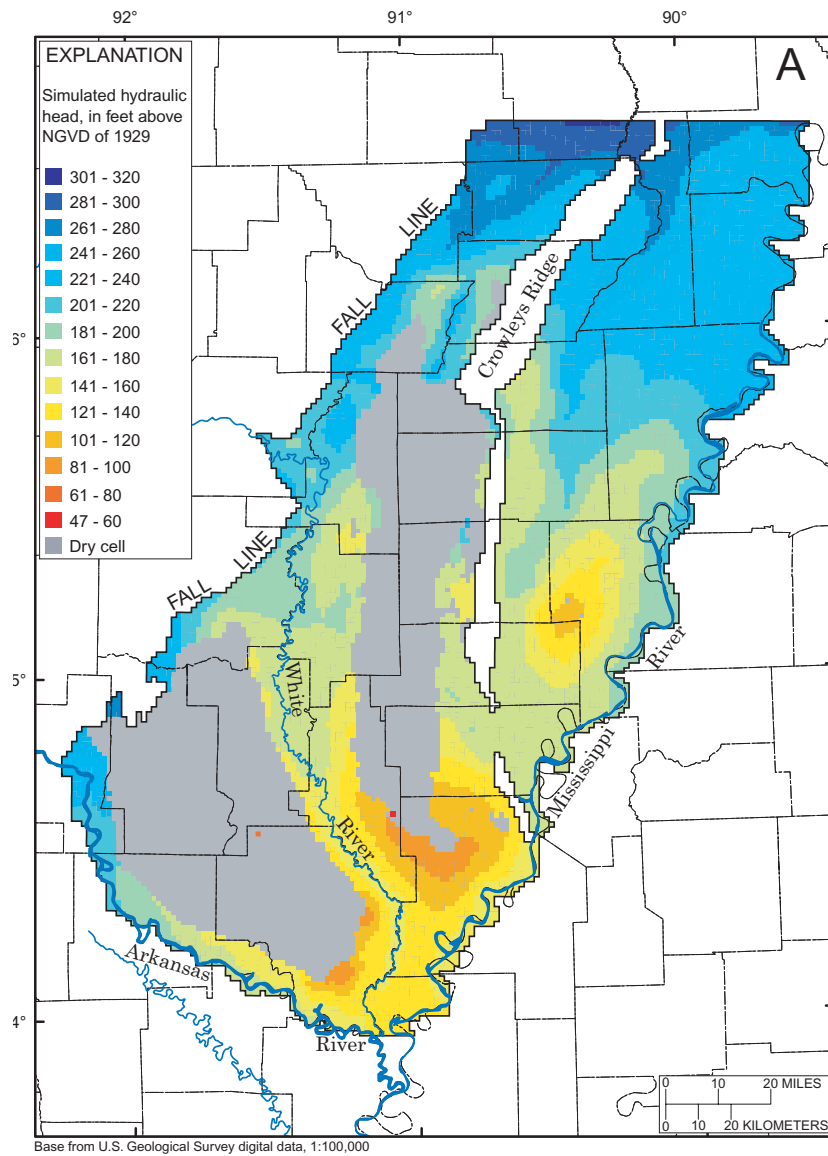 92° 91° 90°
EXPLANATION
A
Simulated hydraulic
head, in feet above
NGVD of 1929
301 - 320
281 - 300
261 - 280
241 - 260
221 - 240
201 - 220
181 - 200
161 - 180
141 - 160
121 - 140
101 - 120
81 - 100
61 - 80
47 - 60
Dry cell
FALL LINE
Crowleys Ridge
6°
FALL LINE
5°
White
River
River
Mississippi
Arkansas
River
4°
0 10 20 MILES
0 10 20 KILOMETERS
Base from U.S. Geological Survey digital data, 1:100,000